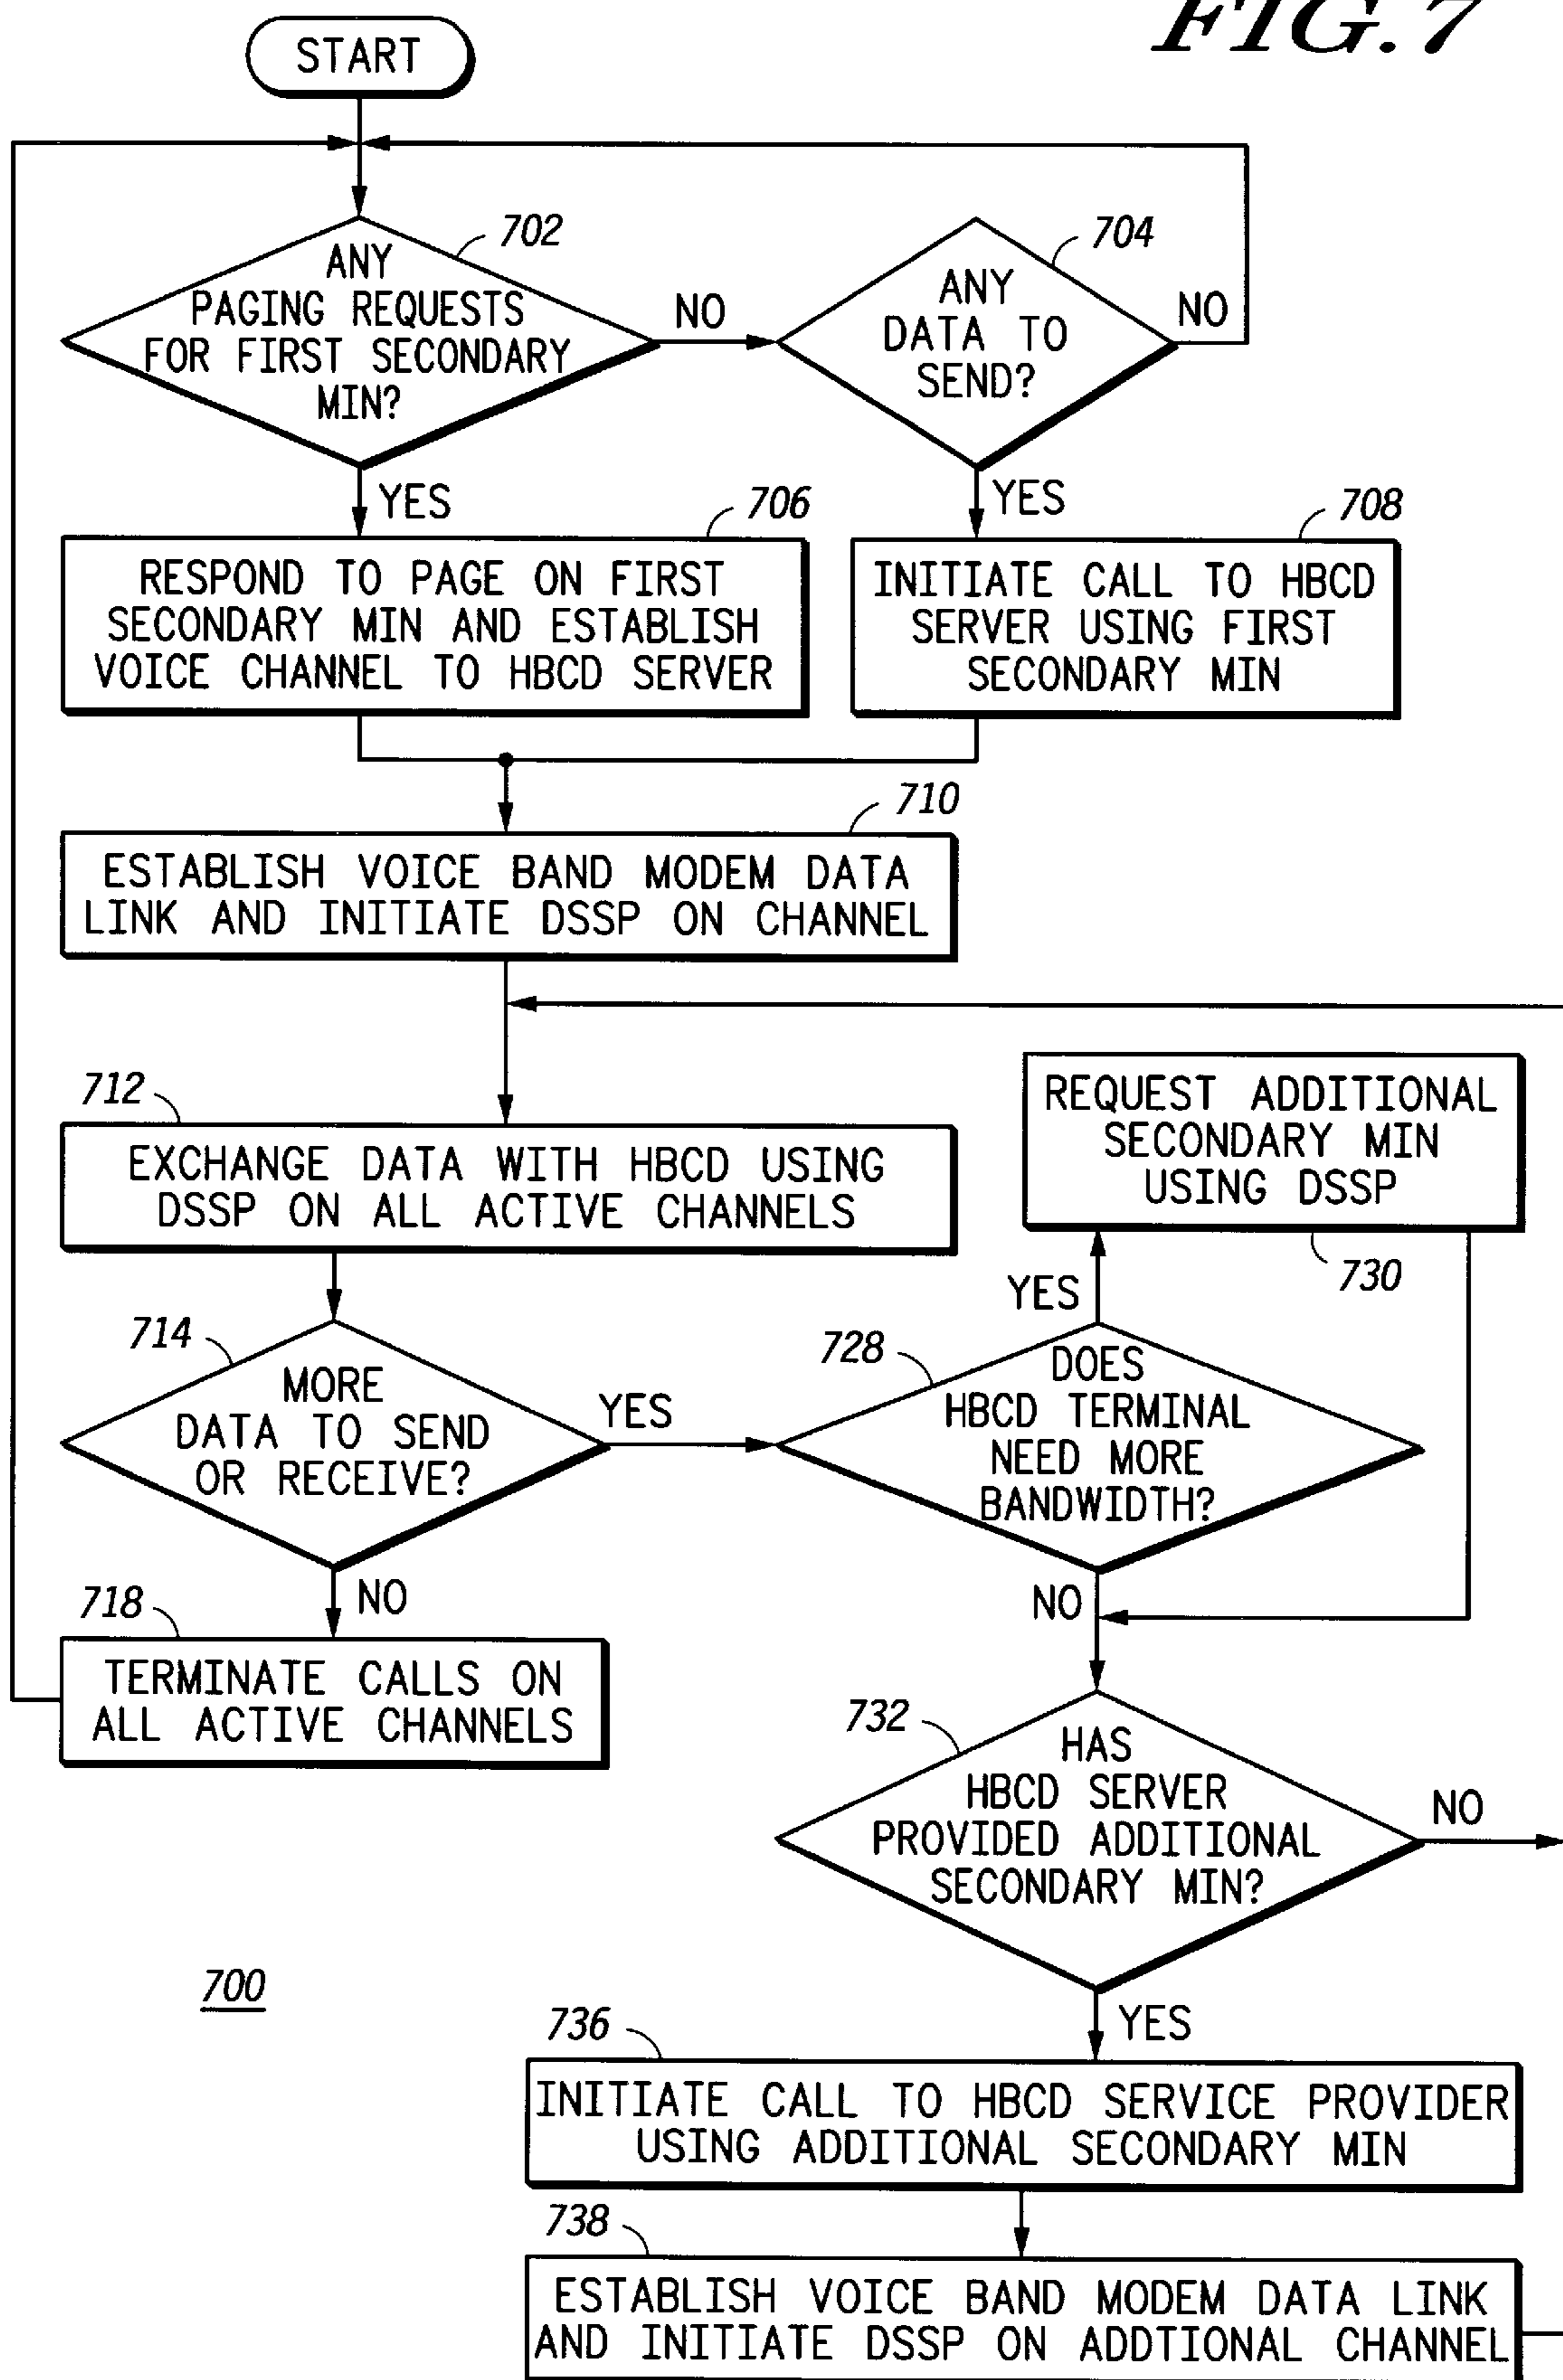 FIG. 7
START
702
ANY
PAGING REQUESTS
FOR FIRST SECONDARY
MIN?
NO
704
ANY
DATA TO
SEND?
NO
YES
706
YES
708
RESPOND TO PAGE ON FIRST
SECONDARY MIN AND ESTABLISH
VOICE CHANNEL TO HBCD SERVER
INITIATE CALL TO HBCD
SERVER USING FIRST
SECONDARY MIN
710
ESTABLISH VOICE BAND MODEM DATA
LINK AND INITIATE DSSP ON CHANNEL
712
EXCHANGE DATA WITH HBCD USING
DSSP ON ALL ACTIVE CHANNELS
REQUEST ADDITIONAL
SECONDARY MIN
USING DSSP
730
YES
714
MORE
DATA TO SEND
OR RECEIVE?
YES
728
DOES
HBCD TERMINAL
NEED MORE
BANDWIDTH?
NO
NO
718
TERMINATE CALLS ON
ALL ACTIVE CHANNELS
732
HAS
HBCD SERVER
PROVIDED ADDITIONAL
SECONDARY MIN?
NO
700
YES
736
INITIATE CALL TO HBCD SERVICE PROVIDER
USING ADDITIONAL SECONDARY MIN
738
ESTABLISH VOICE BAND MODEM DATA LINK
AND INITIATE DSSP ON ADDTIONAL CHANNEL